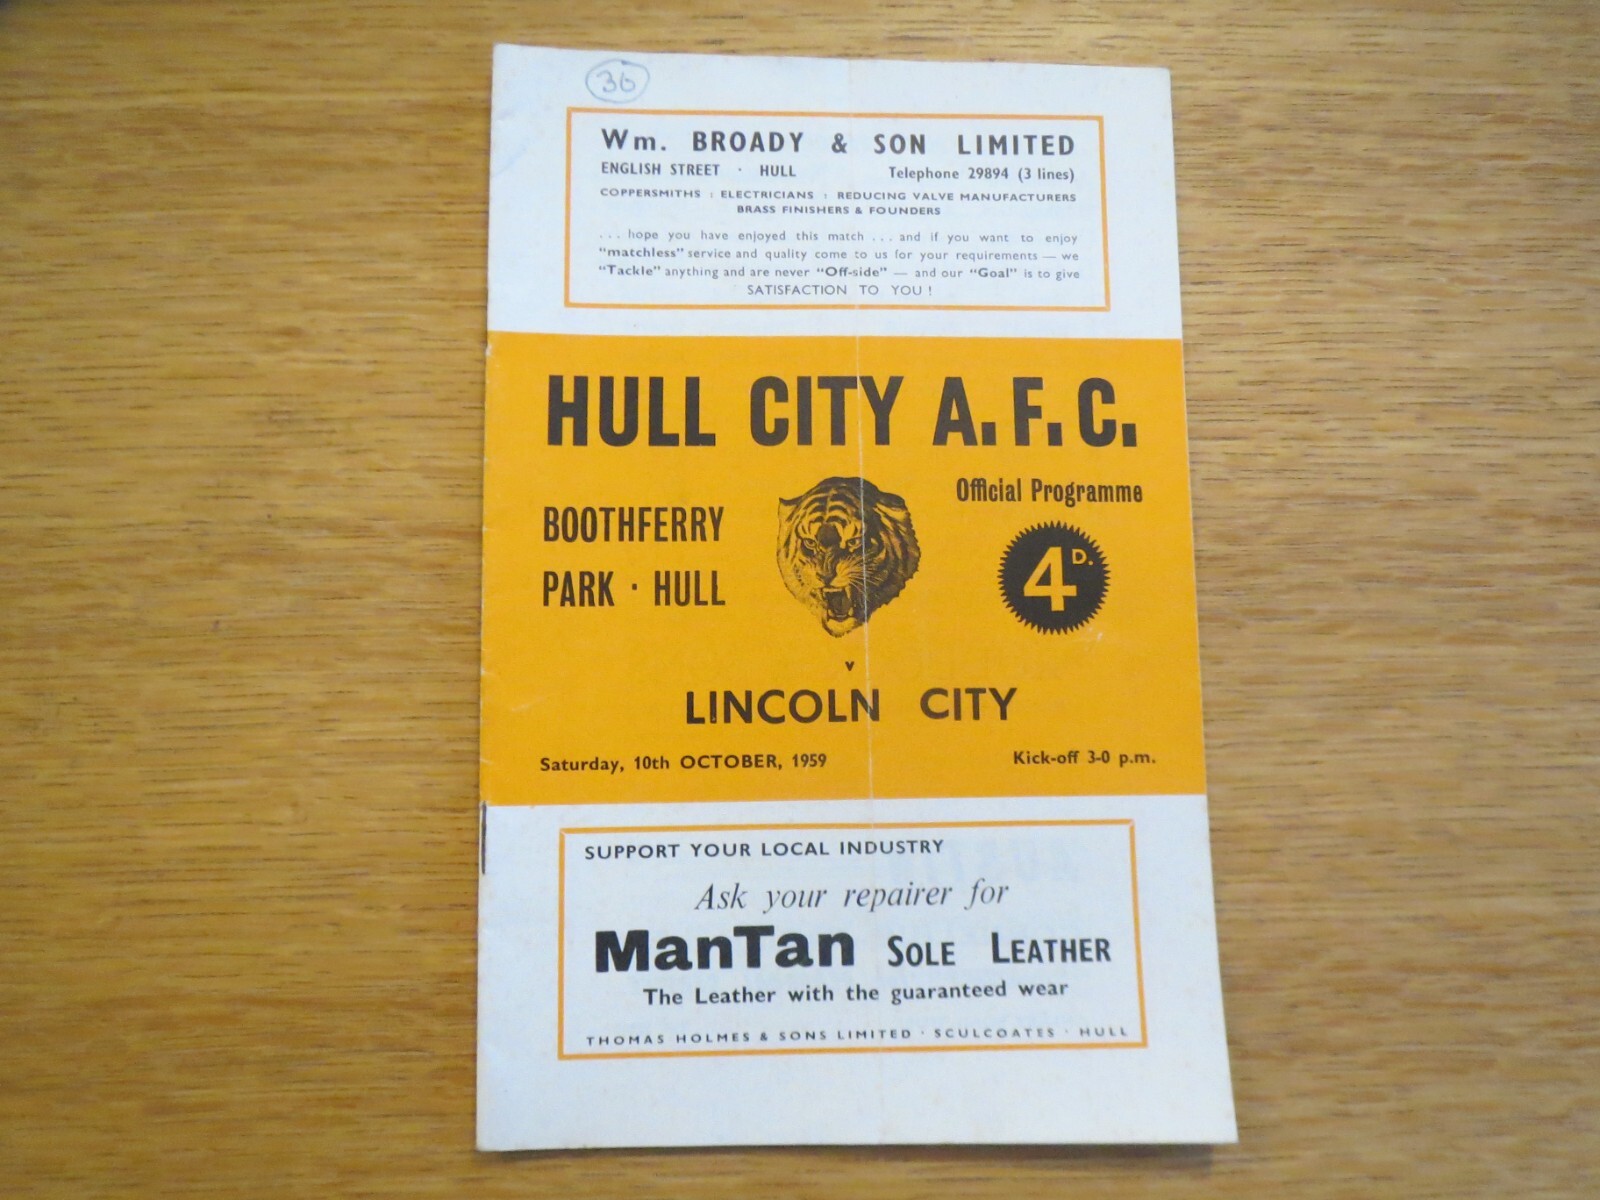 36
Wm. BROADY & SON LIMITED
ENGLISH STREET · HULL Telephone 29894 (3 lines)
COPPERSMITHS : ELECTRICIANS : REDUCING VALVE MANUFACTURERS
BRASS FINISHERS & FOUNDERS
. . . hope you have enjoyed this match . . . and if you want to enjoy
"matchless" service and quality come to us for your requirements — we
"Tackle" anything and are never "Off-side" — and our "Goal" is to give
SATISFACTION TO YOU !
HULL CITY A.F.C.
Official Programme
BOOTHFERRY
PARK · HULL
4D.
v
LINCOLN CITY
Saturday, 10th OCTOBER, 1959 Kick-off 3-0 p.m.
SUPPORT YOUR LOCAL INDUSTRY
Ask your repairer for
ManTan SOLE LEATHER
The Leather with the guaranteed wear
THOMAS HOLMES & SONS LIMITED · SCULCOATES · HULL